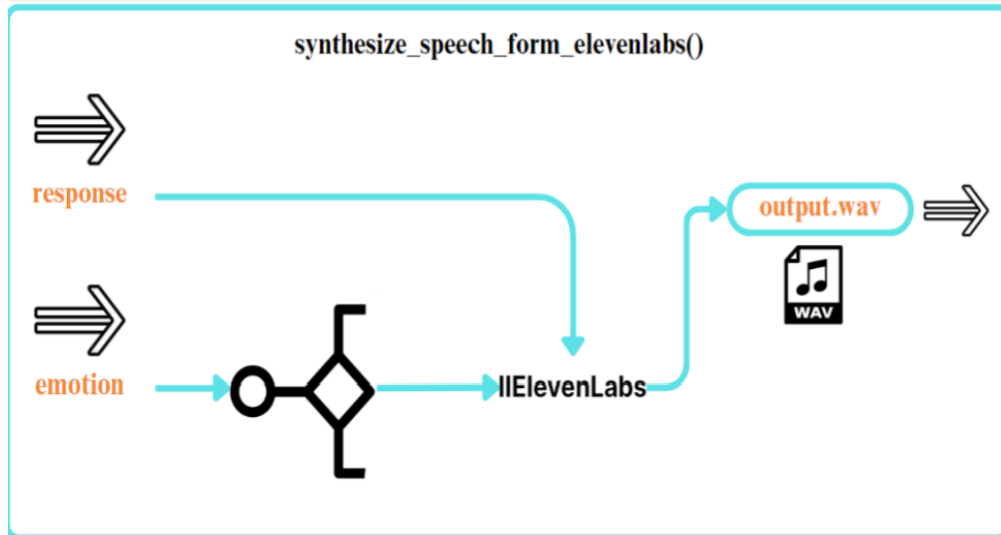 synthesize_speech_form_elevenlabs()
response
output.wav
WAV
emotion
IIElevenLabs